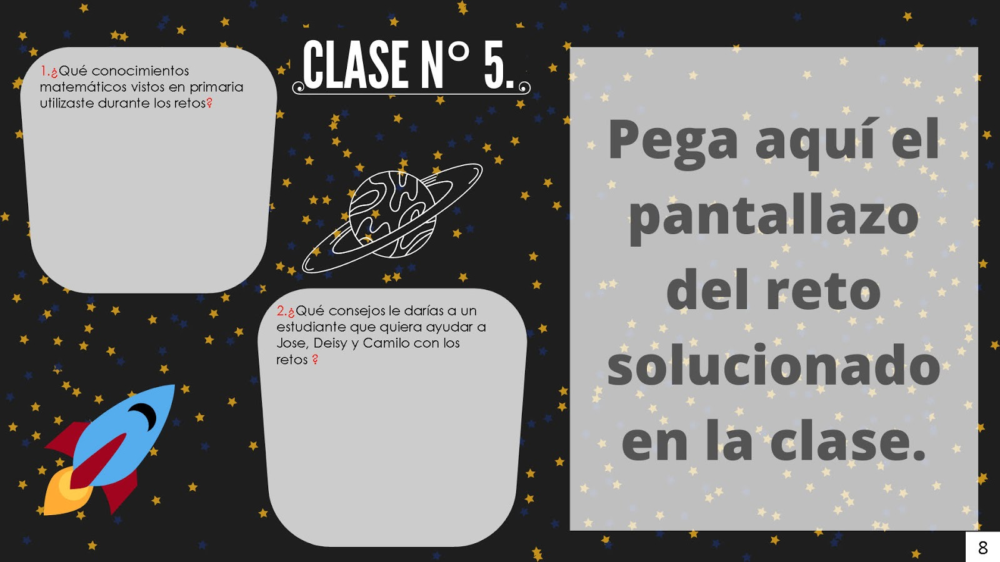 CLASE N° 5.
1.¿Qué conocimientos
matemáticos vistos en primaria
utilizaste durante los retos?
2.¿Qué consejos le darías a un
estudiante que quiera ayudar a
Jose, Deisy y Camilo con los
retos ?
Pega aquí el
pantallazo
del reto
solucionado
en la clase.
8